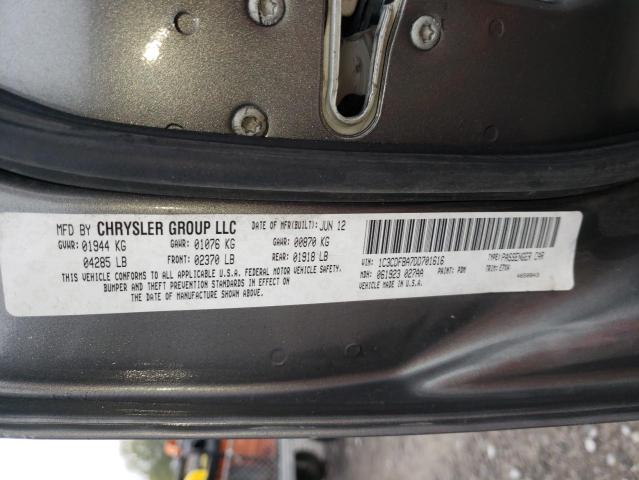 MFD BY CHRYSLER GROUP LLC DATE OF MFR(BUILT): JUN 12
GVWR: 01944 KG GAWR: 01076 KG GAWR: 00870 KG
04285 LB FRONT: 02370 LB REAR: 01918 LB
THIS VEHICLE CONFORMS TO ALL APPLICABLE U.S.A. FEDERAL MOTOR VEHICLE SAFETY,
BUMPER AND THEFT PREVENTION STANDARDS IN EFFECT ON
THE DATE OF MANUFACTURE SHOWN ABOVE.
VIN: 1C3CDFBA7DD701616 TYPE: PASSENGER CAR
MDH: 061923 027AA PAINT: PDM TRIM:
VEHICLE MADE IN U.S.A.